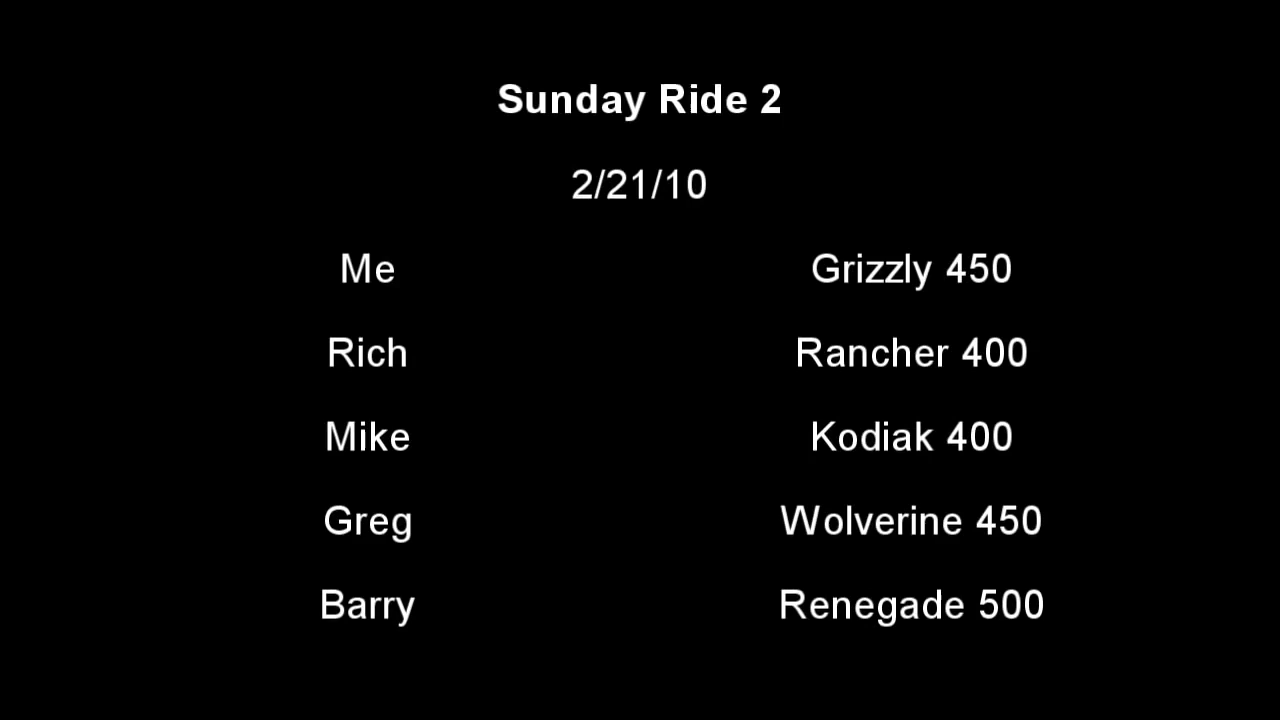 Sunday Ride 2
2/21/10
Me Grizzly 450
Rich Rancher 400
Mike Kodiak 400
Greg Wolverine 450
Barry Renegade 500